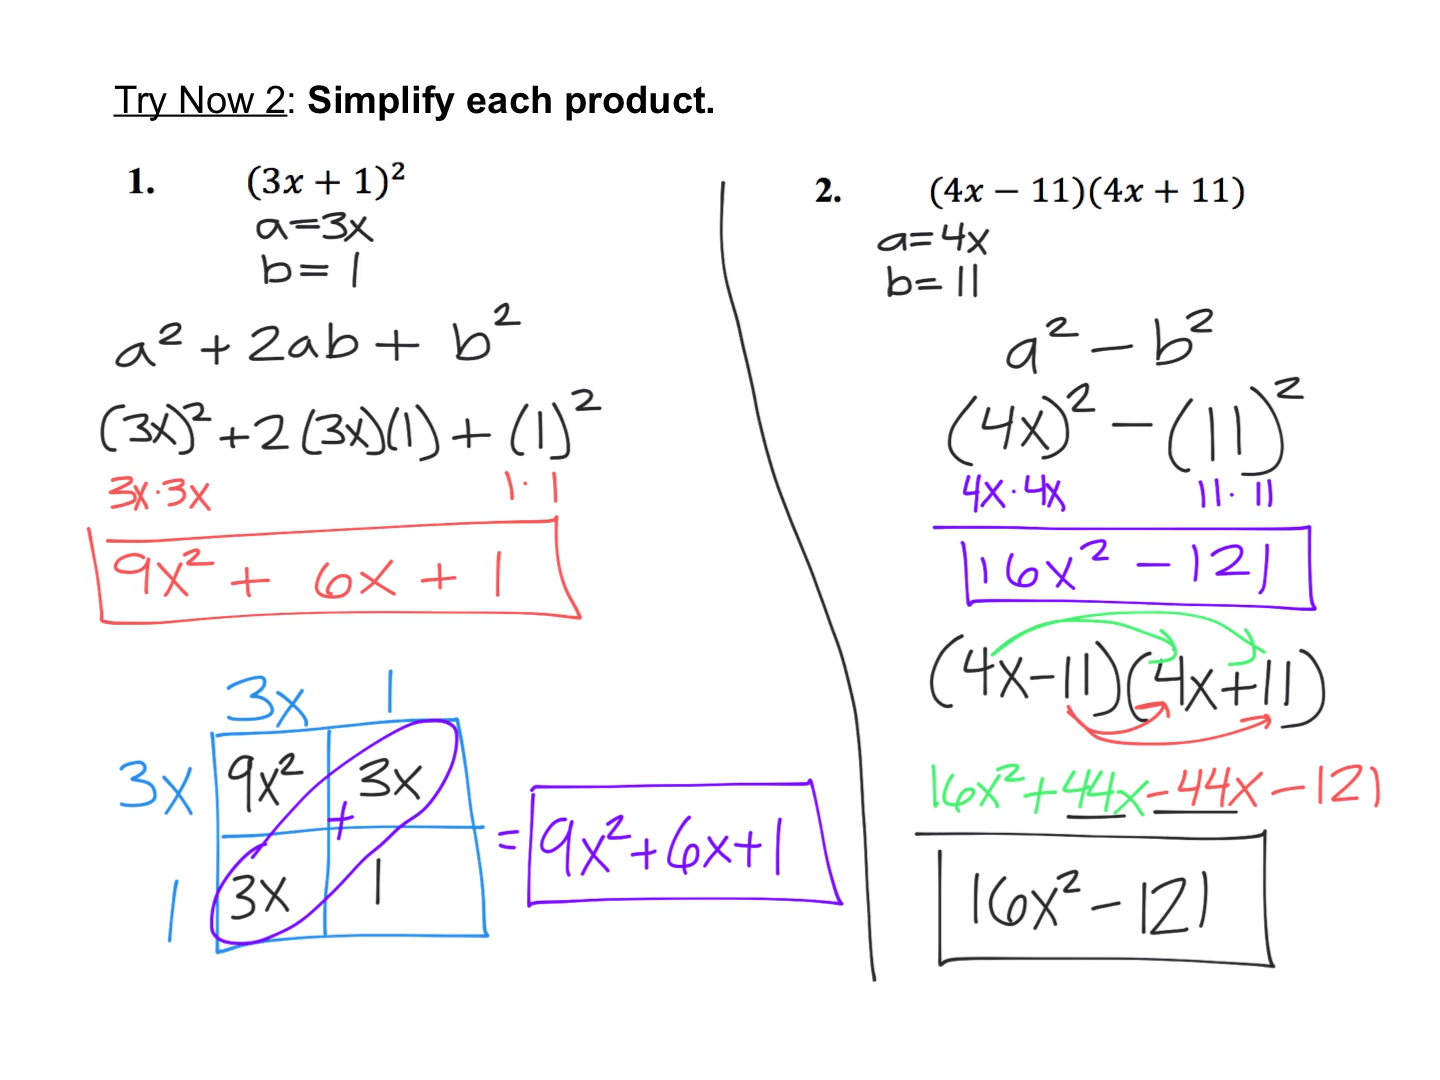 Try Now 2: Simplify each product.
1. (3x + 1)²
a=3x
b= 1
a² + 2ab + b²
(3x)² +2(3x)(1) + (1)²
3x·3x 1·1
9x² + 6x + 1
3x 1
3x 9x² 3x
+
1 3x 1
= 9x²+6x+1
2. (4x − 11)(4x + 11)
a=4x
b= 11
a² − b²
(4x)² − (11)²
4x·4x 11·11
16x² − 121
(4x−11)(4x+11)
16x²+44x−44x−121
16x²−121